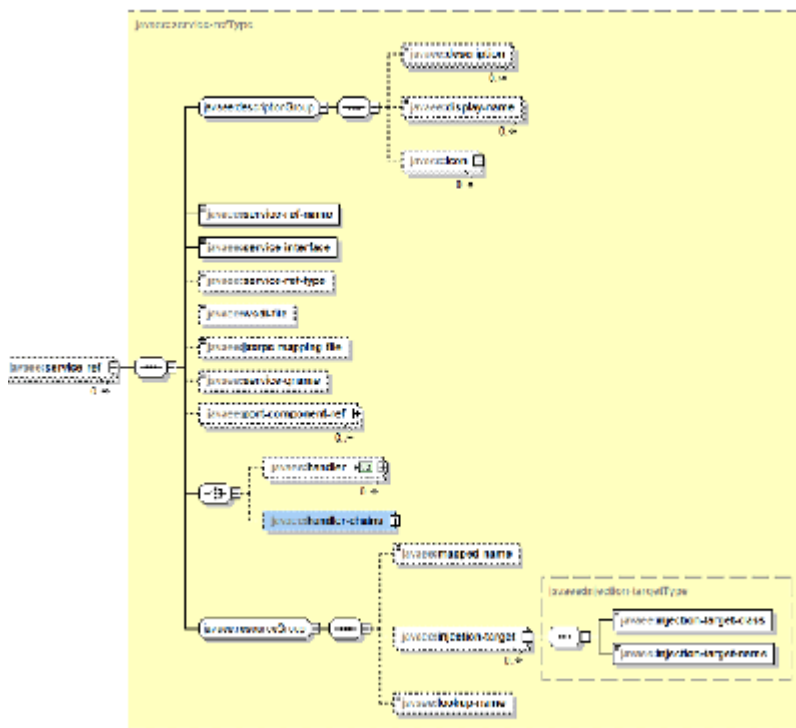 javaee:service-refType
javaee:description
0..∞
javaee:descriptionGroup
javaee:display-name
0..∞
javaee:icon
0..∞
javaee:service-ref-name
javaee:service-interface
javaee:service-ref-type
javaee:wsdl-file
javaee:jaxrpc-mapping-file
javaee:service-ref
0..∞
javaee:service-qname
javaee:port-component-ref
0..∞
javaee:handler
0..∞
javaee:handler-chains
javaee:mapped-name
javaee:injection-targetType
javaee:resourceGroup
javaee:injection-target
0..∞
javaee:injection-target-class
javaee:injection-target-name
javaee:lookup-name